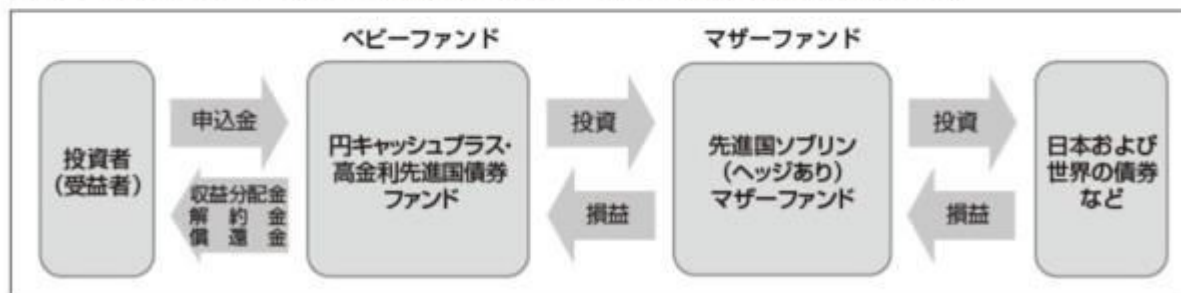 ベビーファンド
マザーファンド
投資者
(受益者)
申込金
収益分配金
解約金
償還金
円キャッシュプラス・
高金利先進国債券
ファンド
投資
損益
先進国ソブリン
(ヘッジあり)
マザーファンド
投資
損益
日本および
世界の債券
など